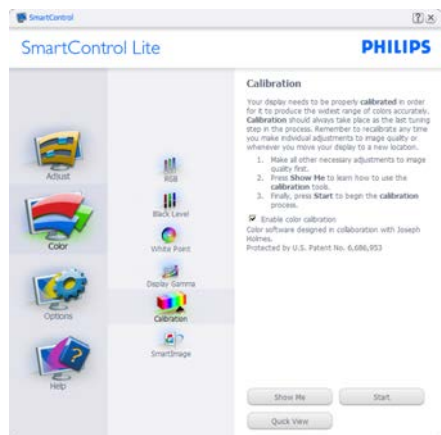 SmartControl
SmartControl Lite
PHILIPS
Adjust
Color
Options
Help
RGB
Black Level
White Point
Display Gamma
Calibration
SmartImage
Calibration
Your display needs to be properly calibrated in order
for it to produce the widest range of colors accurately.
Calibration should always take place as the last tuning
step in the process. Remember to recalibrate any time
you make individual adjustments to image quality or
whenever you move your display to a new location.
1. Make all other necessary adjustments to image
quality first.
2. Press Show Me to learn how to use the
calibration tools.
3. Finally, press Start to begin the calibration
process.
Enable color calibration
Color software designed in collaboration with Joseph
Holmes.
Protected by U.S. Patent No. 6,686,953
Show Me
Start
Quick View